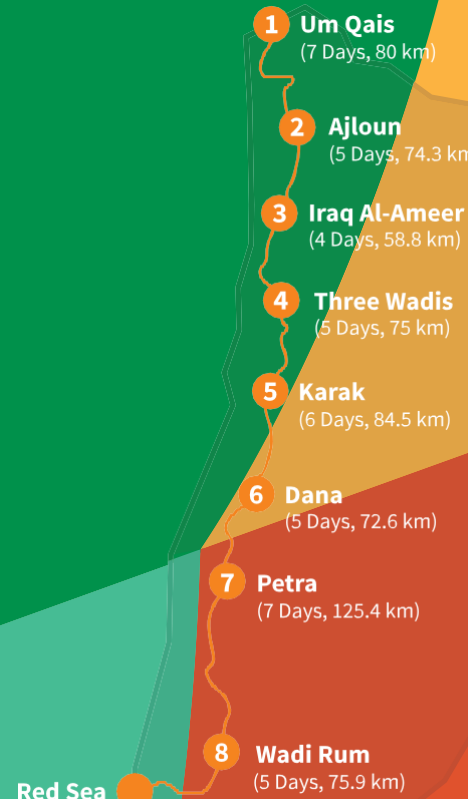 1 Um Qais
(7 Days, 80 km)
2 Ajloun
(5 Days, 74.3 km
3 Iraq Al-Ameer
(4 Days, 58.8 km)
4 Three Wadis
(5 Days, 75 km)
5 Karak
(6 Days, 84.5 km)
6 Dana
(5 Days, 72.6 km)
7 Petra
(7 Days, 125.4 km)
8 Wadi Rum
(5 Days, 75.9 km)
Red Sea